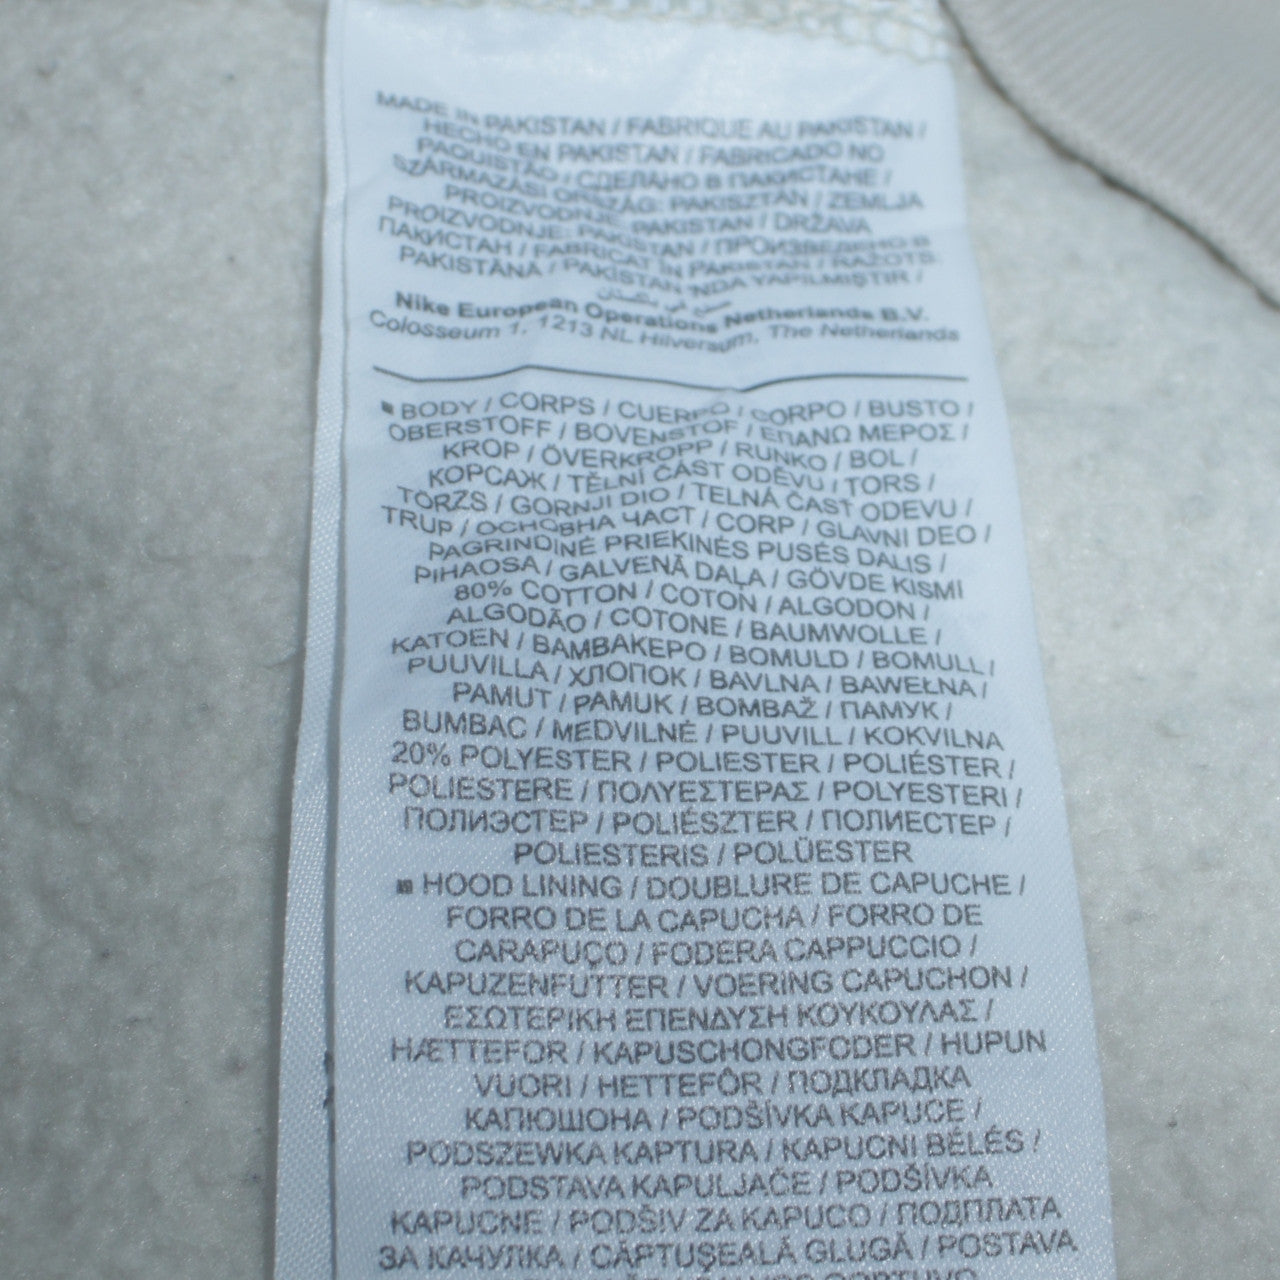 MADE IN PAKISTAN / FABRIQUE AU PAKISTAN /
HECHO EN PAKISTAN / FABRICADO NO
PAQUISTÃO / СДЕЛАНО В ПАКИСТАНЕ /
SZÁRMAZÁSI ORSZÁG: PAKISZTÁN / ZEMLJA
PROIZVODNJE: PAKISTAN / DRŽAVA
PROIZVODNJE: PAKISTAN / ПРОИЗВЕДЕНО В
ПАКИСТАН / FABRICAT ÎN PAKISTAN / RAŽOTS:
PAKISTĀNĀ / PAKİSTAN 'NDA YAPILMIŞTIR /
صنع في باكستان
Nike European Operations Netherlands B.V.
Colosseum 1, 1213 NL Hilversum, The Netherlands
BODY / CORPS / CUERPO / CORPO / BUSTO /
OBERSTOFF / BOVENSTOF / ΕΠΑΝΩ ΜΕΡΟΣ /
KROP / ÖVERKROPP / RUNKO / BOL /
КОРСАЖ / TĚLNÍ ČÁST ODĚVU / TORS /
TÖRZS / GORNJI DIO / TELNÁ ČASŤ ODEVU /
TRUP / ОСНОВНА ЧАСТ / CORP / GLAVNI DEO /
PAGRINDINĖ PRIEKINĖS PUSĖS DALIS /
PIHAOSA / GALVENĀ DAĻA / GÖVDE KISMI
80% COTTON / COTON / ALGODON /
ALGODÃO / COTONE / BAUMWOLLE /
KATOEN / ΒΑΜΒΑΚΕΡΟ / BOMULD / BOMULL /
PUUVILLA / ХЛОПОК / BAVLNA / BAWEŁNA /
PAMUT / PAMUK / BOMBAŽ / ПАМУК /
BUMBAC / MEDVILNĖ / PUUVILL / KOKVILNA
20% POLYESTER / POLIESTER / POLIÉSTER /
POLIESTERE / ΠΟΛΥΕΣΤΕΡΑΣ / POLYESTERI /
ПОЛИЭСТЕР / POLIÉSZTER / ПОЛИЕСТЕР /
POLIESTERIS / POLÜESTER
HOOD LINING / DOUBLURE DE CAPUCHE /
FORRO DE LA CAPUCHA / FORRO DE
CARAPUÇO / FODERA CAPPUCCIO /
KAPUZENFUTTER / VOERING CAPUCHON /
ΕΣΩΤΕΡΙΚΗ ΕΠΕΝΔΥΣΗ ΚΟΥΚΟΥΛΑΣ /
HÆTTEFOR / KAPUSCHONGFODER / HUPUN
VUORI / HETTEFÔR / ПОДКЛАДКА
КАПЮШОНА / PODŠÍVKA KAPUCE /
PODSZEWKA KAPTURA / KAPUCNI BÉLÉS /
PODSTAVA KAPULJAČE / PODŠÍVKA
KAPUCNE / PODŠIV ZA KAPUCO / ПОДПЛАТА
ЗА КАЧУЛКА / CĂPTUŞEALĂ GLUGĂ / POSTAVA